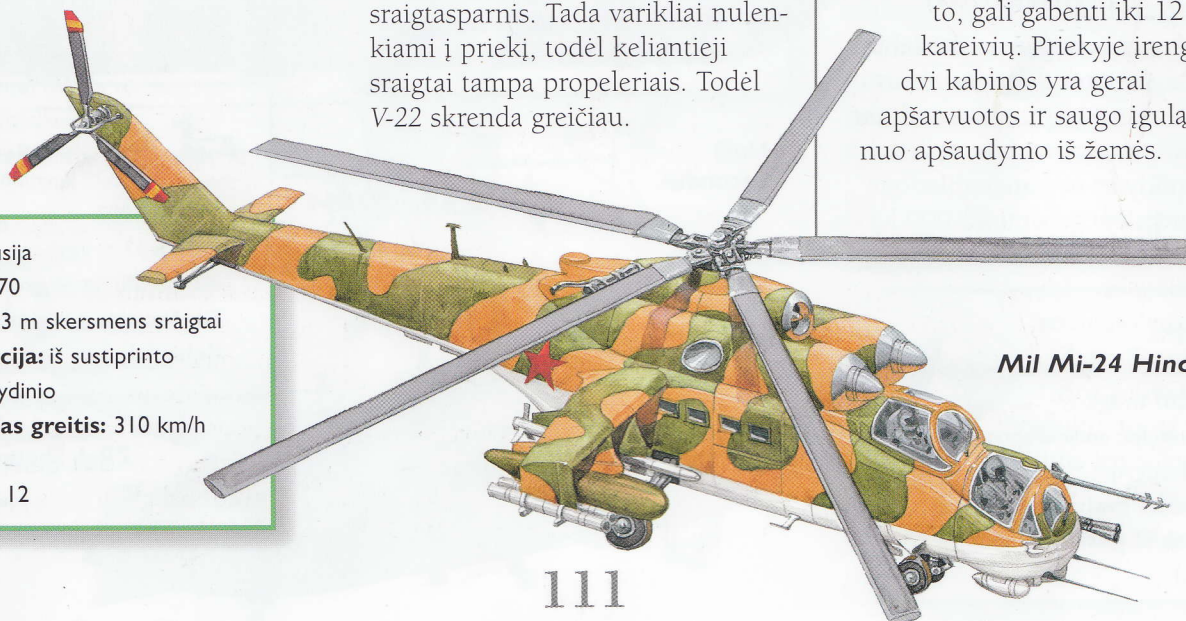 sraigtasparnis. Tada varikliai nulen-
kiami į priekį, todėl keliantieji
sraigtai tampa propeleriais. Todėl
V-22 skrenda greičiau.
to, gali gabenti iki 12
kareivių. Priekyje įreng
dvi kabinos yra gerai
apšarvuotos ir saugo įgulą
nuo apšaudymo iš žemės.
usija
70
3 m skersmens sraigtai
cija: iš sustiprinto
ydinio
as greitis: 310 km/h
12
Mil Mi-24 Hind
111